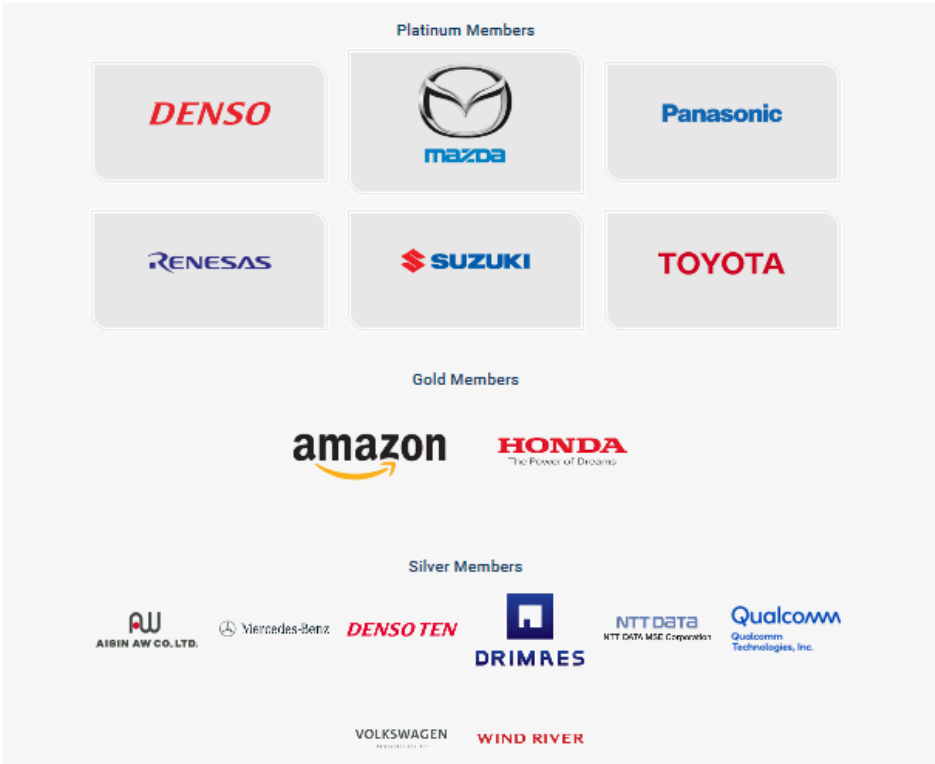 Platinum Members
DENSO
mazda
Panasonic
RENESAS
SUZUKI
TOYOTA
Gold Members
amazon
HONDA
The Power of Dreams
Silver Members
AW
AISIN AW CO., LTD.
Mercedes-Benz
DENSO TEN
DRIMAES
NTT DATA
NTT DATA MSE Corporation
Qualcomm
Qualcomm
Technologies, Inc.
VOLKSWAGEN
WIND RIVER